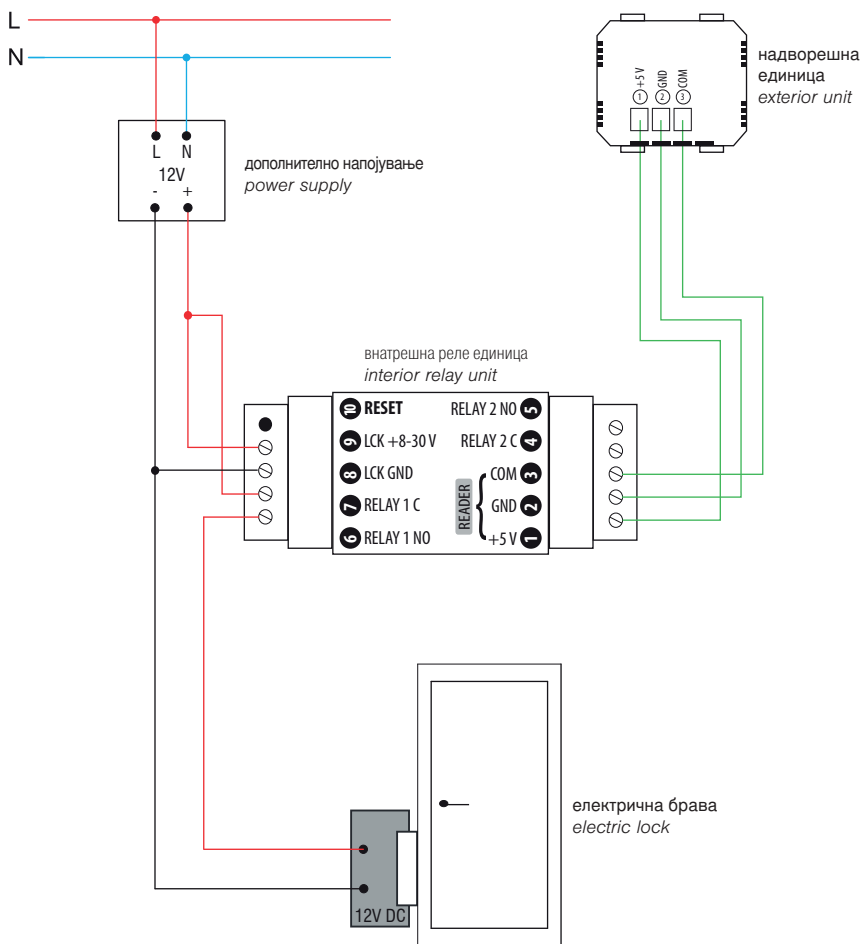 L
N
L N
12V
- +
дополнително напојување
power supply
+5 V
GND
COM
1
2
3
надворешна
единица
exterior unit
внатрешна реле единица
interior relay unit
10 RESET
9 LCK +8-30 V
8 LCK GND
7 RELAY 1 C
6 RELAY 1 NO
RELAY 2 NO 5
RELAY 2 C 4
COM 3
GND 2
+5 V 1
READER
12V DC
електрична брава
electric lock